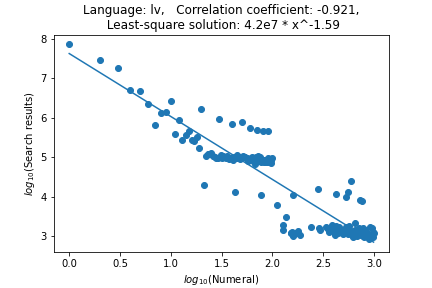 Language: lv,   Correlation coefficient: -0.921,
Least-square solution: 4.2e7 * x^-1.59
8
7
6
5
4
3
log10(Search results)
0.0 0.5 1.0 1.5 2.0 2.5 3.0
log10(Numeral)